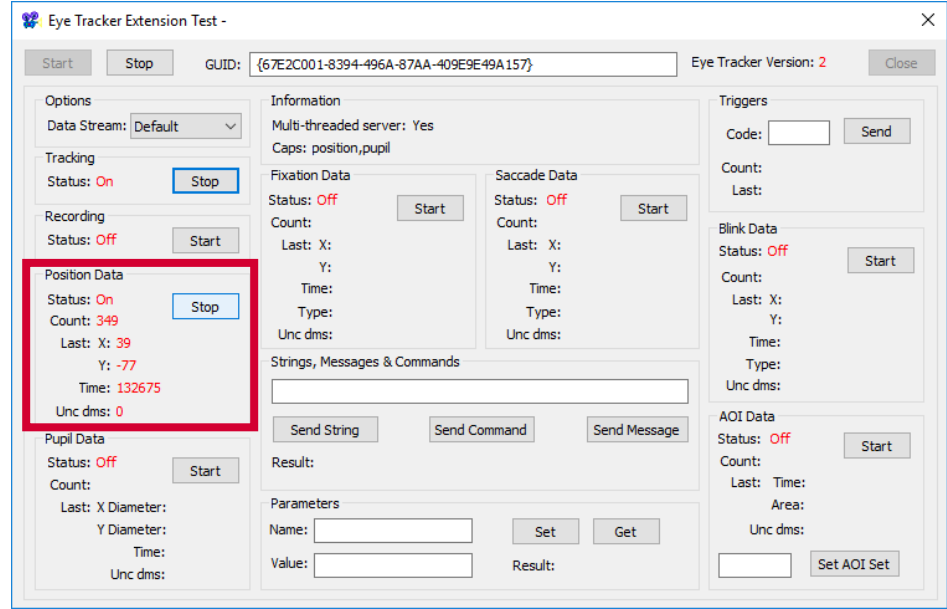 Eye Tracker Extension Test -
Start Stop GUID: {67E2C001-8394-496A-87AA-409E9E49A157} Eye Tracker Version: 2 Close
Options
Data Stream: Default
Tracking
Status: On Stop
Recording
Status: Off Start
Position Data
Status: On Stop
Count: 349
Last: X: 39
Y: -77
Time: 132675
Unc dms: 0
Pupil Data
Status: Off Start
Count:
Last: X Diameter:
Y Diameter:
Time:
Unc dms:
Information
Multi-threaded server: Yes
Caps: position,pupil
Fixation Data
Status: Off Start
Count:
Last: X:
Y:
Time:
Type:
Unc dms:
Saccade Data
Status: Off Start
Count:
Last: X:
Y:
Time:
Type:
Unc dms:
Strings, Messages & Commands
Send String Send Command Send Message
Result:
Parameters
Name: Set Get
Value: Result:
Triggers
Code: Send
Count:
Last:
Blink Data
Status: Off Start
Count:
Last: X:
Y:
Time:
Type:
Unc dms:
AOI Data
Status: Off Start
Count:
Last: Time:
Area:
Unc dms:
Set AOI Set